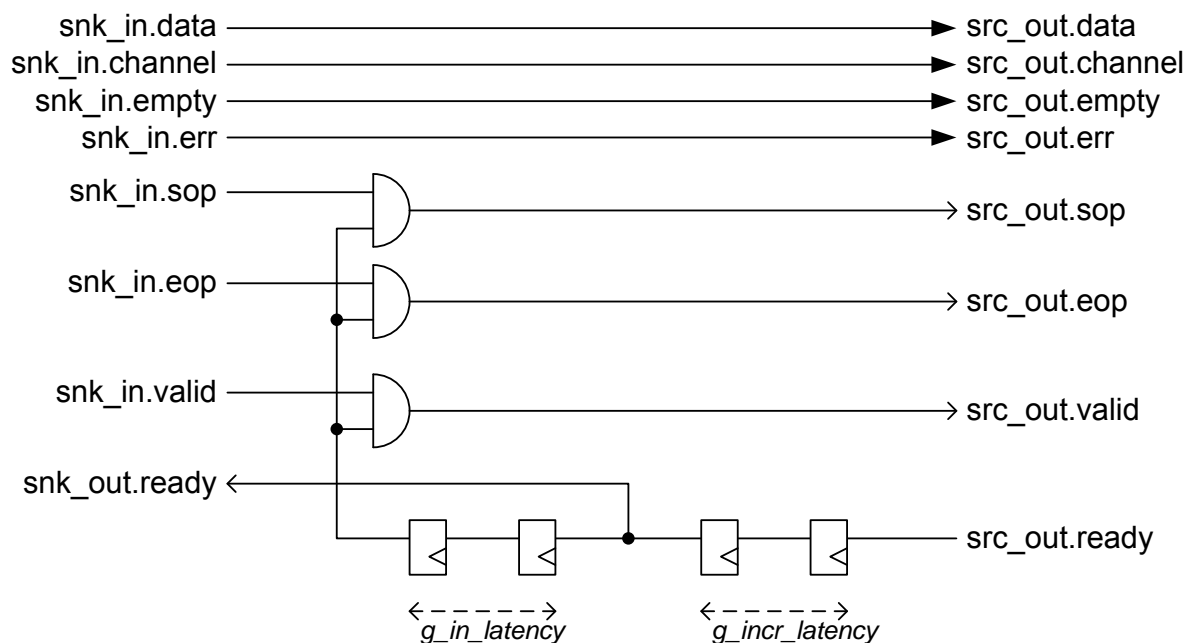 snk_in.data src_out.data
snk_in.channel src_out.channel
snk_in.empty src_out.empty
snk_in.err src_out.err
snk_in.sop src_out.sop
snk_in.eop src_out.eop
snk_in.valid src_out.valid
snk_out.ready
src_out.ready
g_in_latency g_incr_latency